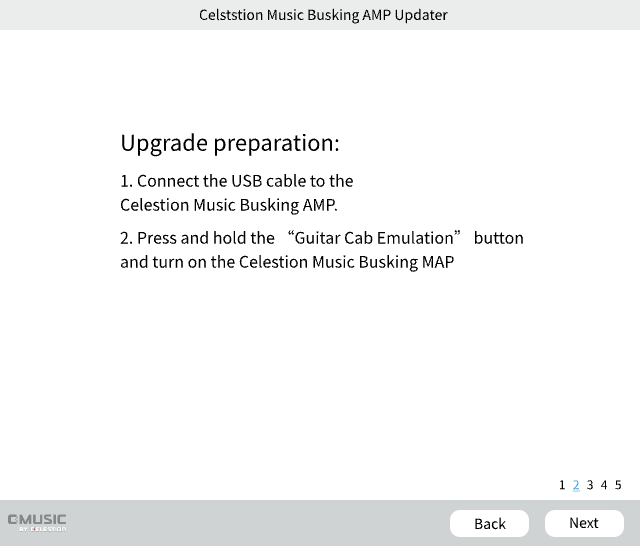 Celststion Music Busking AMP Updater
Upgrade preparation:
1. Connect the USB cable to the
Celestion Music Busking AMP.
2. Press and hold the “Guitar Cab Emulation” button
and turn on the Celestion Music Busking MAP
1 2 3 4 5
C•MUSIC
BY CELESTION
Back Next